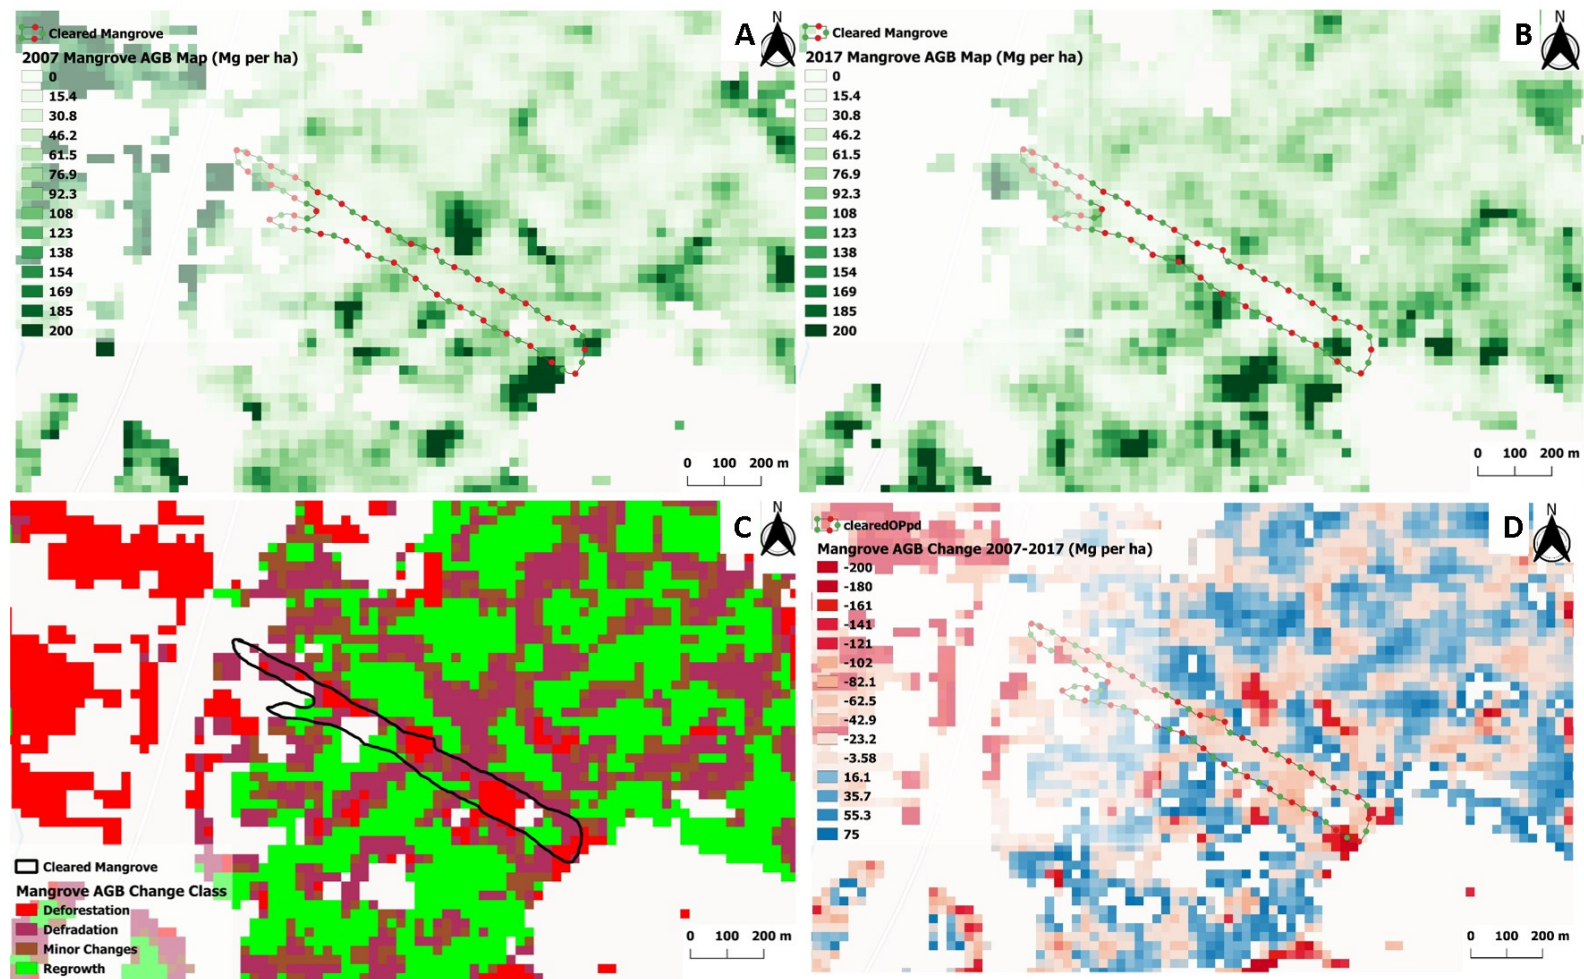 A
N
Cleared Mangrove
2007 Mangrove AGB Map (Mg per ha)
0
15.4
30.8
46.2
61.5
76.9
92.3
108
123
138
154
169
185
200
0 100 200 m
B
N
Cleared Mangrove
2017 Mangrove AGB Map (Mg per ha)
0
15.4
30.8
46.2
61.5
76.9
92.3
108
123
138
154
169
185
200
0 100 200 m
C
N
Cleared Mangrove
Mangrove AGB Change Class
Deforestation
Defradation
Minor Changes
Regrowth
0 100 200 m
D
N
clearedOPpd
Mangrove AGB Change 2007-2017 (Mg per ha)
-200
-180
-161
-141
-121
-102
-82.1
-62.5
-42.9
-23.2
-3.58
16.1
35.7
55.3
75
0 100 200 m